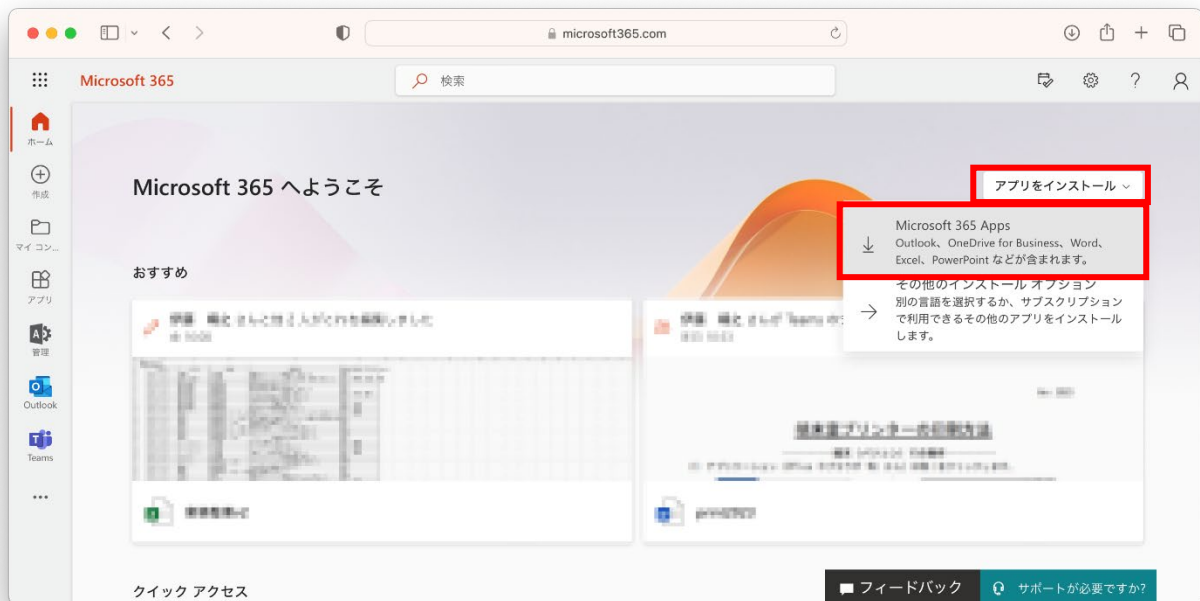 microsoft365.com
Microsoft 365
検索
ホーム
作成
マイ コン...
アプリ
管理
Outlook
Teams
Microsoft 365 へようこそ
アプリをインストール
Microsoft 365 Apps
Outlook、OneDrive for Business、Word、
Excel、PowerPoint などが含まれます。
その他のインストール オプション
別の言語を選択するか、サブスクリプション
で利用できるその他のアプリをインストール
します。
おすすめ
クイック アクセス
フィードバック
サポートが必要ですか?